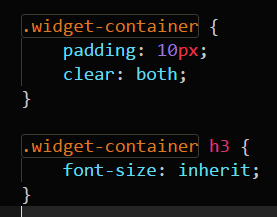 .widget-container {
    padding: 10px;
    clear: both;
}

.widget-container h3 {
    font-size: inherit;
}